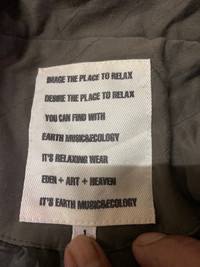 IMAGE THE PLACE TO RELAX
DESIRE THE PLACE TO RELAX
YOU CAN FIND WITH
EARTH MUSIC&ECOLOGY
IT'S RELAXING WEAR
EDEN + ART + HEAVEN
IT'S EARTH MUSIC&ECOLOGY
1